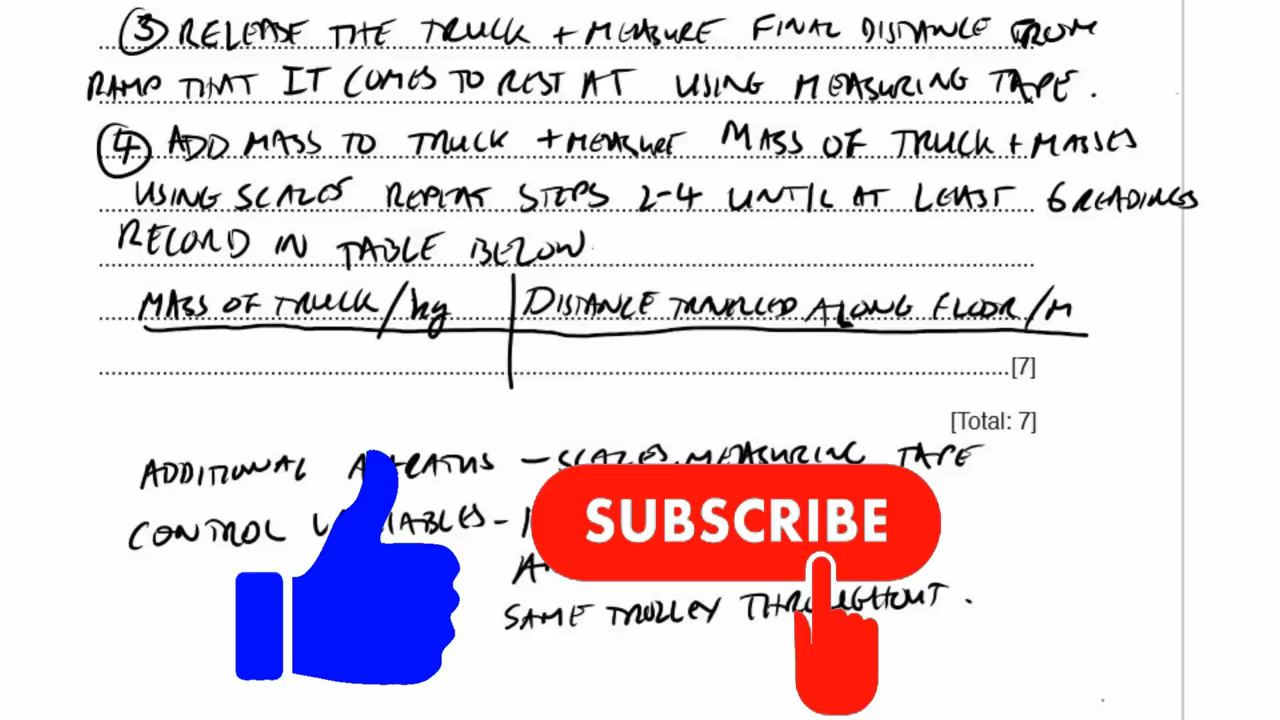 ③ RELEASE THE TRUCK + MEASURE FINAL DISTANCE FROM
RAMP THAT IT COMES TO REST AT USING MEASURING TAPE.
④ ADD MASS TO TRUCK + MEASURE MASS OF TRUCK + MASSES
USING SCALES REPEAT STEPS 2-4 UNTIL AT LEAST 6 READINGS
RECORD IN TABLE BELOW
MASS OF TRUCK/kg DISTANCE TRAVELLED ALONG FLOOR/M
[7]
[Total: 7]
ADDITIONAL - SCALES, MEASURING TAPE
CONTROL -
SUBSCRIBE
SAME TROLLEY THROUGHOUT.